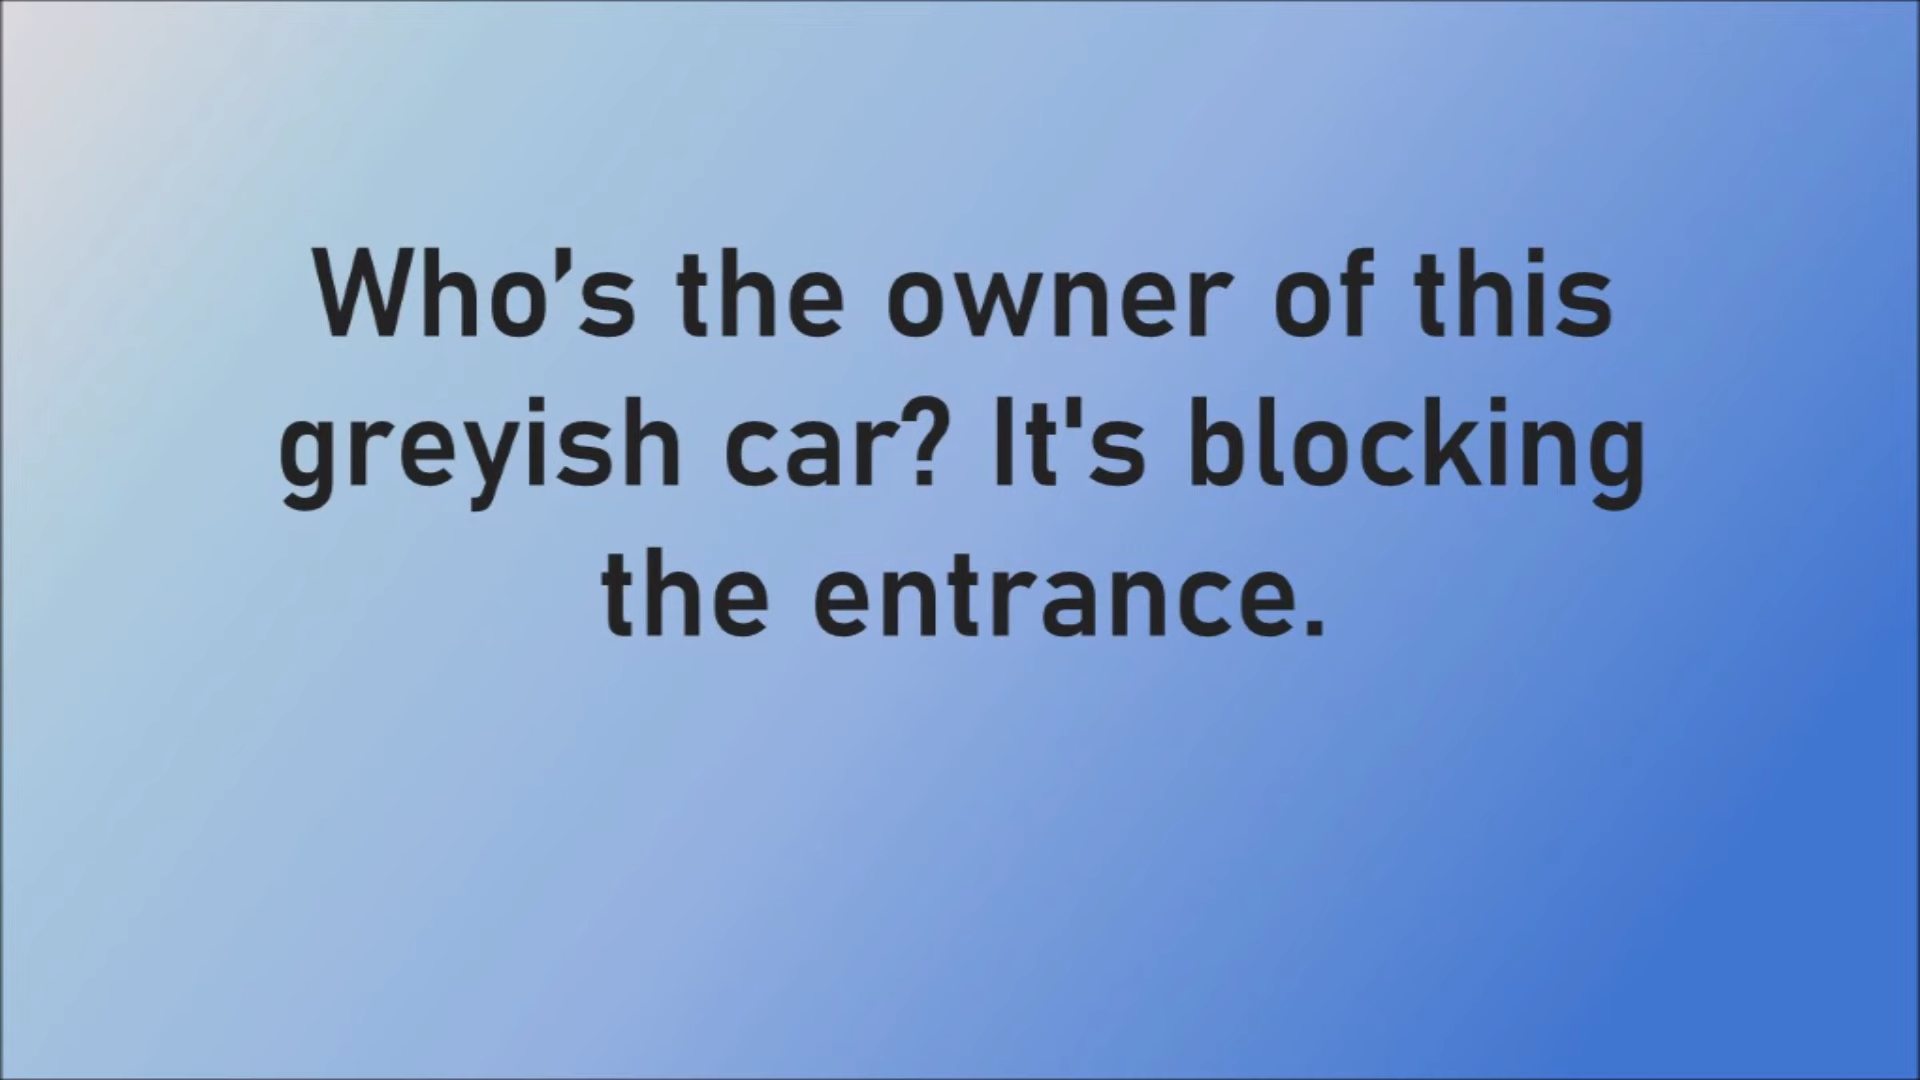 Who’s the owner of this
greyish car? It's blocking
the entrance.